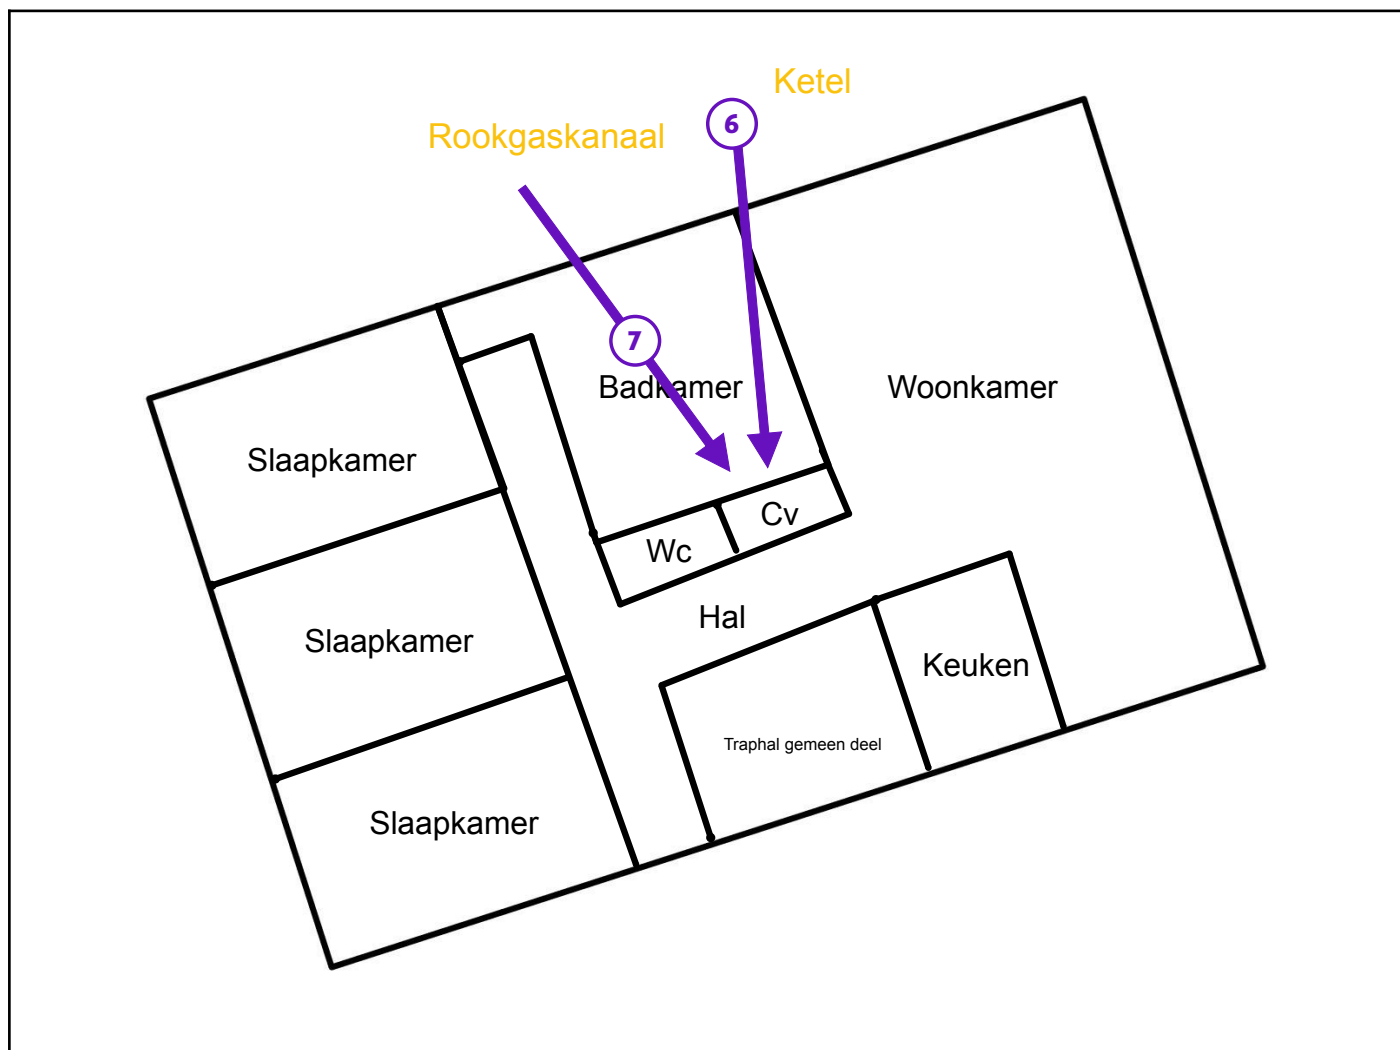 Ketel
6
Rookgaskanaal
7
Badkamer
Woonkamer
Slaapkamer
Cv
Wc
Hal
Slaapkamer
Keuken
Traphal gemeen deel
Slaapkamer